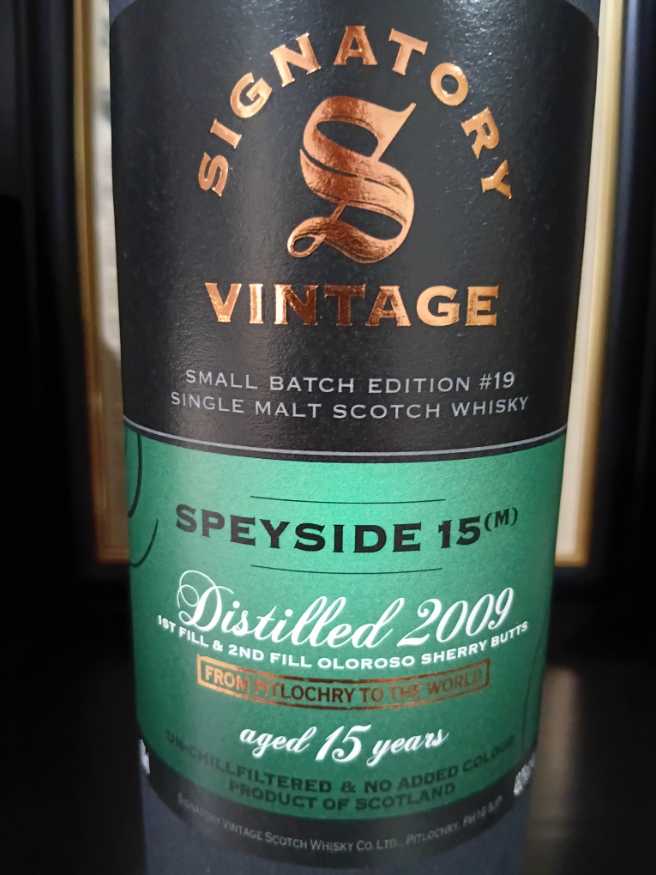 SIGNATORY
S
VINTAGE
SMALL BATCH EDITION #19
SINGLE MALT SCOTCH WHISKY
SPEYSIDE 15(M)
Distilled 2009
1ST FILL & 2ND FILL OLOROSO SHERRY BUTTS
FROM PITLOCHRY TO THE WORLD
aged 15 years
UN-CHILLFILTERED & NO ADDED COLOUR
PRODUCT OF SCOTLAND
SIGNATORY VINTAGE SCOTCH WHISKY CO. LTD., PITLOCHRY, PH16 5JP